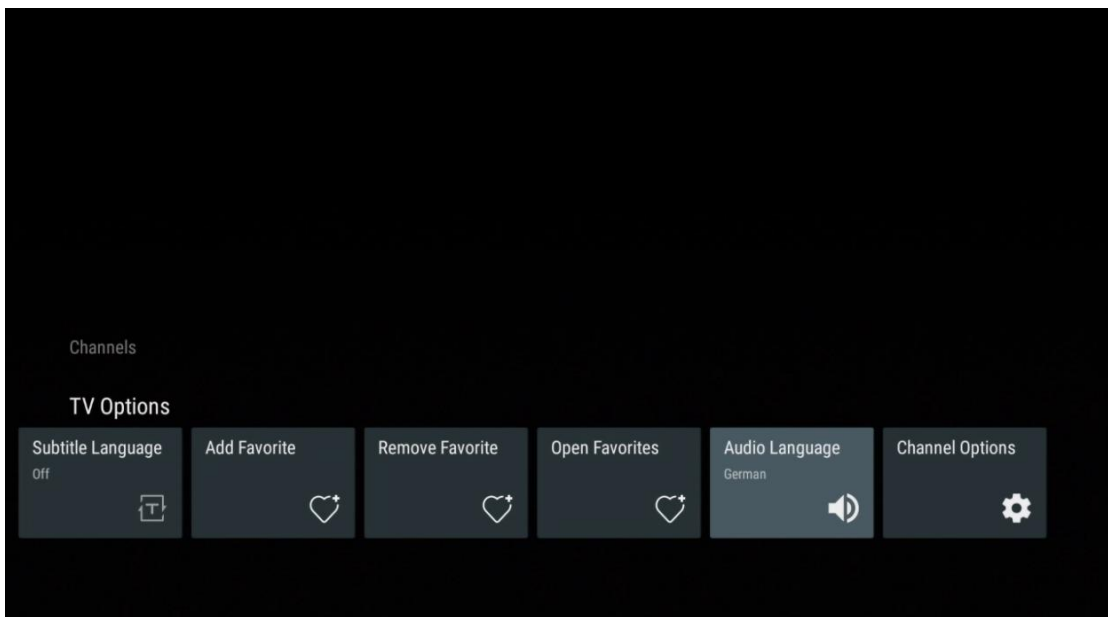 Channels
TV Options
Subtitle Language
Off
Add Favorite
Remove Favorite
Open Favorites
Audio Language
German
Channel Options